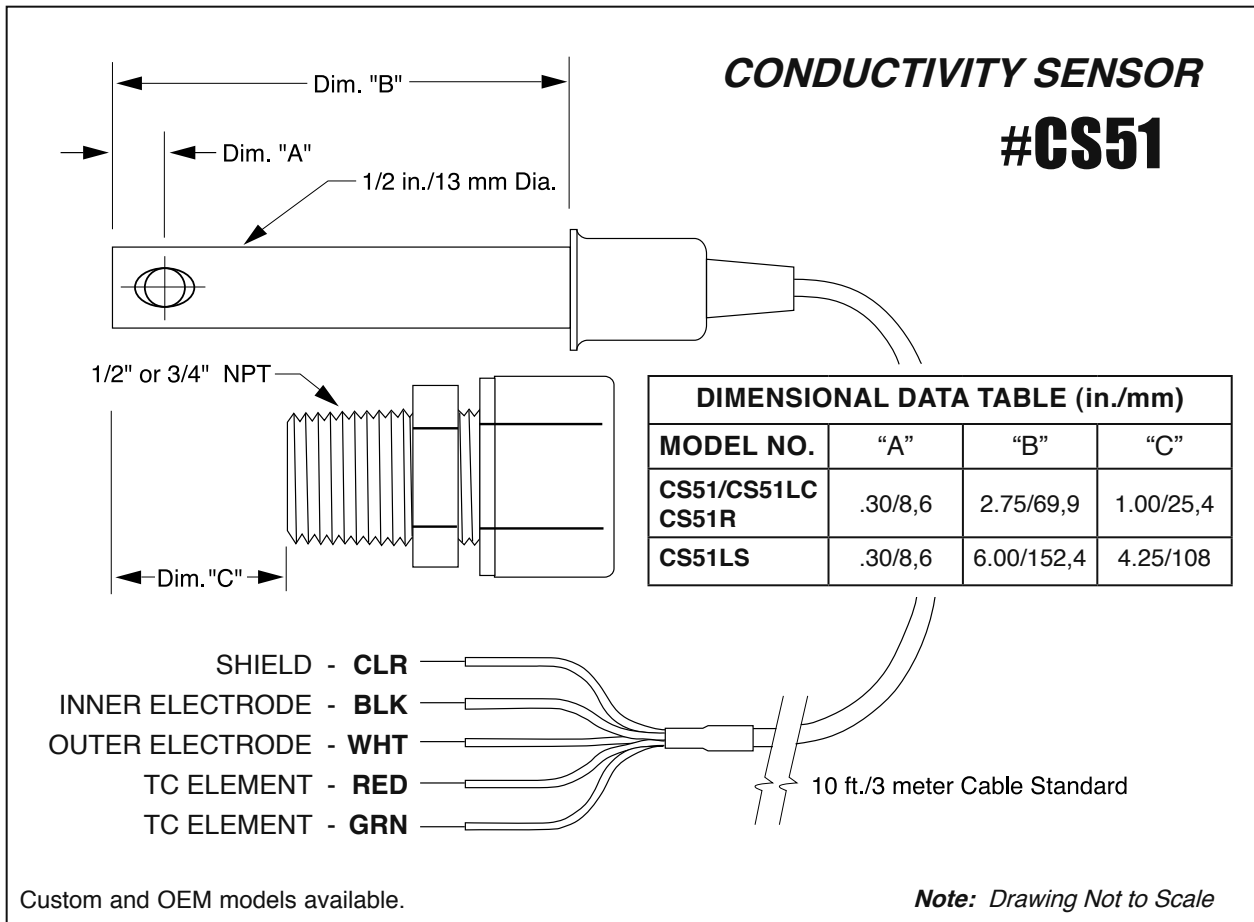 CONDUCTIVITY SENSOR
#CS51
Dim. "B"
Dim. "A"
1/2 in./13 mm Dia.
1/2" or 3/4" NPT
Dim."C"
DIMENSIONAL DATA TABLE (in./mm)
MODEL NO. “A” “B” “C”
CS51/CS51LC
CS51R .30/8,6 2.75/69,9 1.00/25,4
CS51LS .30/8,6 6.00/152,4 4.25/108
SHIELD - CLR
INNER ELECTRODE - BLK
OUTER ELECTRODE - WHT
TC ELEMENT - RED
TC ELEMENT - GRN
10 ft./3 meter Cable Standard
Custom and OEM models available.
Note: Drawing Not to Scale